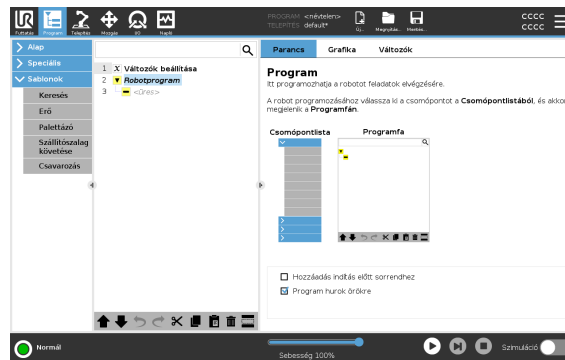 PROGRAM <névtelen>
TELEPÍTÉS default*
CCCC
CCCC
Futtatás Program Telepítés Mozgás I/O Napló Új... Megnyitás... Mentés...
Alap
Speciális
Sablonok
Keresés
Erő
Palettázó
Szállítószalag
követése
Csavarozás
1 X Változók beállítása
2 Robotprogram
3 <Üres>
Parancs Grafika Változók
Program
Itt programozhatja a robotot feladatok elvégzésére.
A robot programozásához válassza ki a csomópontot a Csomópontlistából, és akkor
megjelenik a Programfán.
Csomópontlista Programfa
Hozzáadás indítás előtt sorrendhez
Program hurok örökre
Normál
Sebesség 100%
Szimuláció